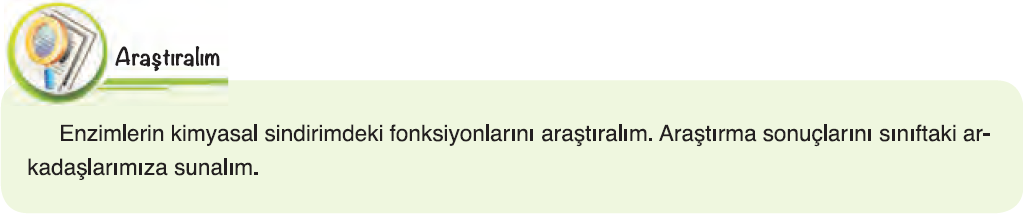 Araştıralım
Enzimlerin kimyasal sindirimdeki fonksiyonlarını araştıralım. Araştırma sonuçlarını sınıftaki ar-
kadaşlarımıza sunalım.